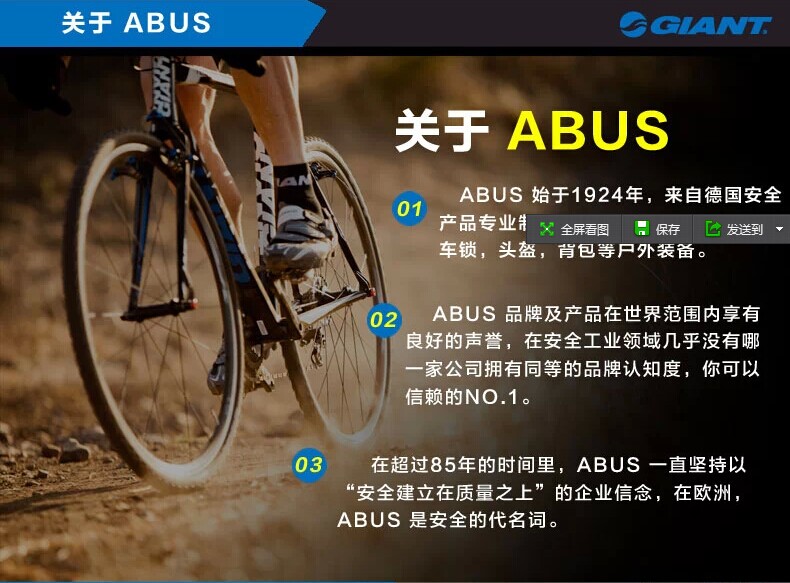 关于 ABUS
GIANT
关于 ABUS
01
ABUS 始于1924年，来自德国安全
产品专业制
全屏看图
保存
发送到
车锁，头盔，背包等户外装备。
02
ABUS 品牌及产品在世界范围内享有
良好的声誉，在安全工业领域几乎没有哪
一家公司拥有同等的品牌认知度，你可以
信赖的NO.1。
03
在超过85年的时间里，ABUS 一直坚持以
“安全建立在质量之上”的企业信念，在欧洲，
ABUS 是安全的代名词。